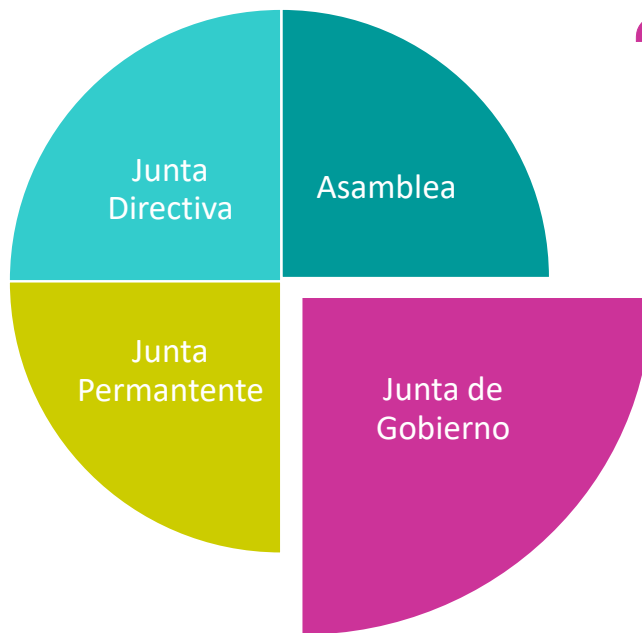 Junta
Directiva
Asamblea
Junta
Permantente
Junta de
Gobierno